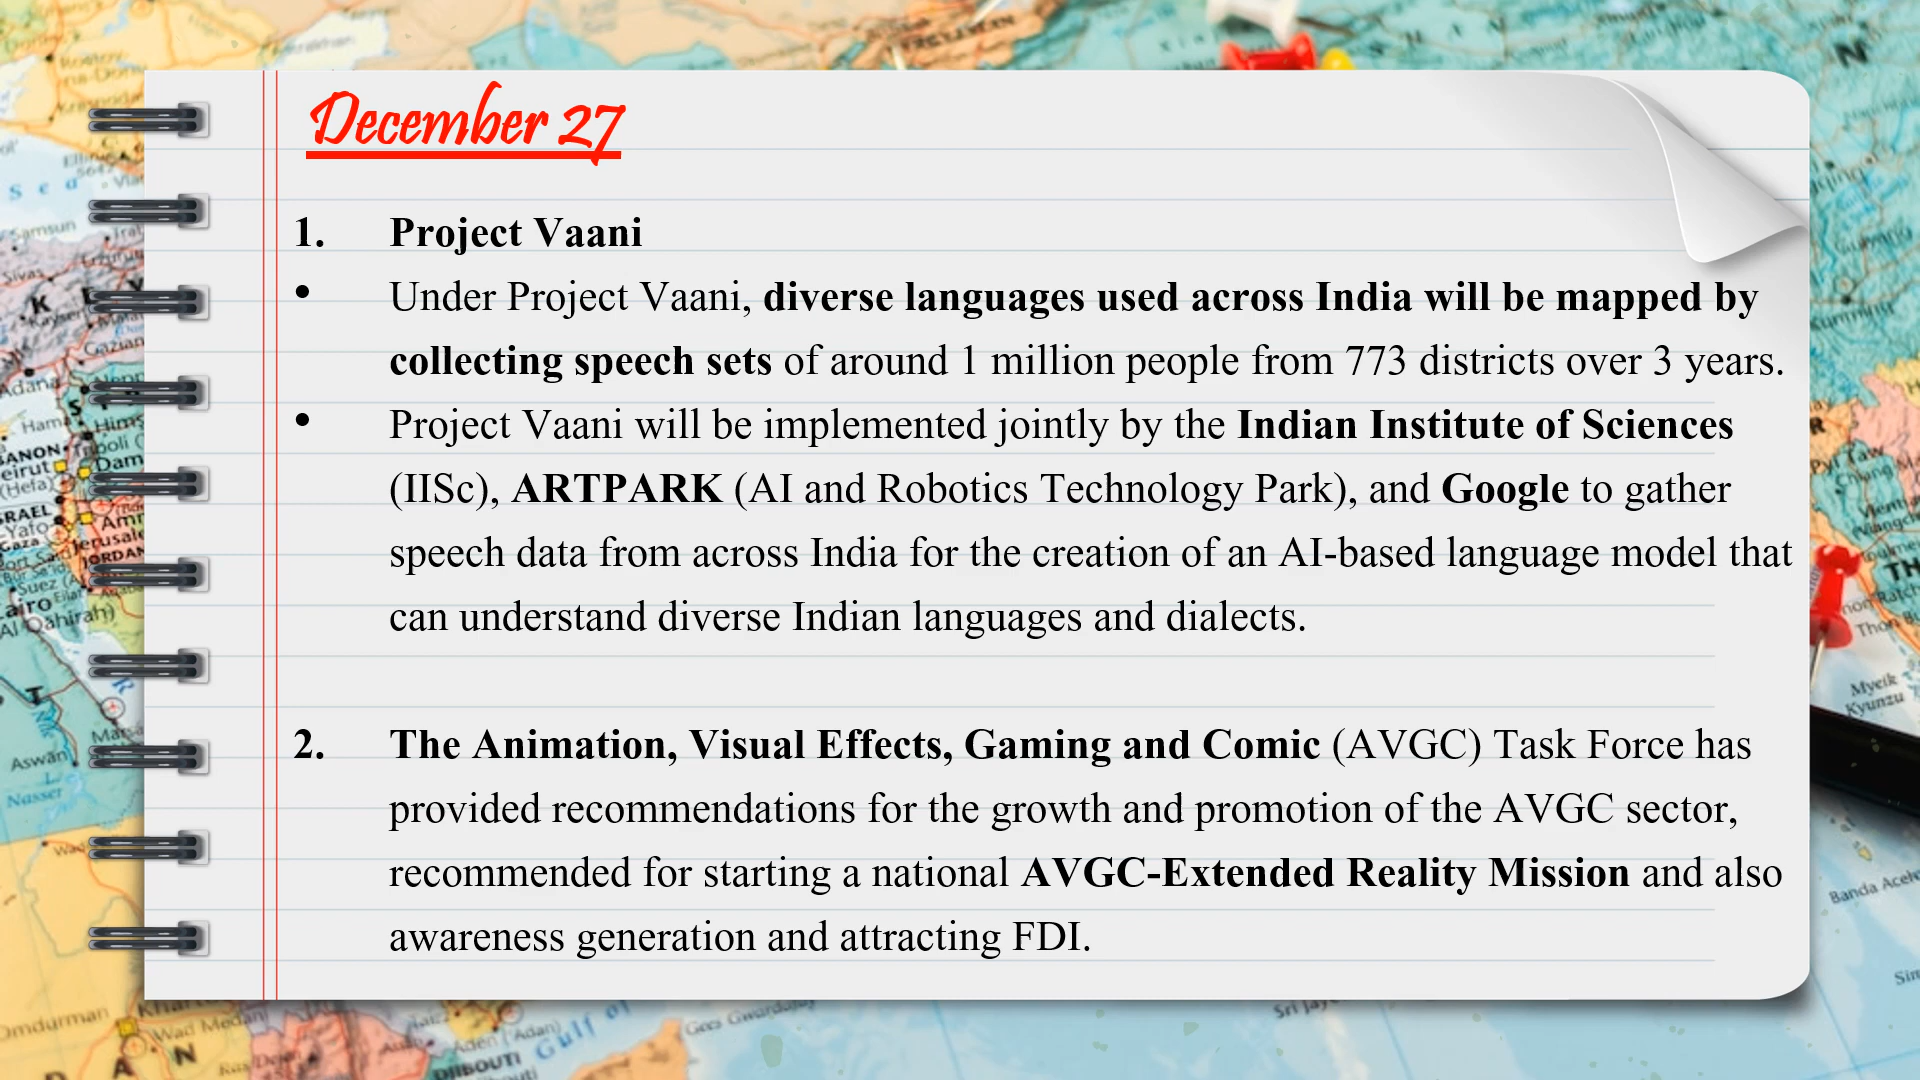 December 27
1. Project Vaani
• Under Project Vaani, diverse languages used across India will be mapped by
collecting speech sets of around 1 million people from 773 districts over 3 years.
• Project Vaani will be implemented jointly by the Indian Institute of Sciences
(IISc), ARTPARK (AI and Robotics Technology Park), and Google to gather
speech data from across India for the creation of an AI-based language model that
can understand diverse Indian languages and dialects.
2. The Animation, Visual Effects, Gaming and Comic (AVGC) Task Force has
provided recommendations for the growth and promotion of the AVGC sector,
recommended for starting a national AVGC-Extended Reality Mission and also
awareness generation and attracting FDI.